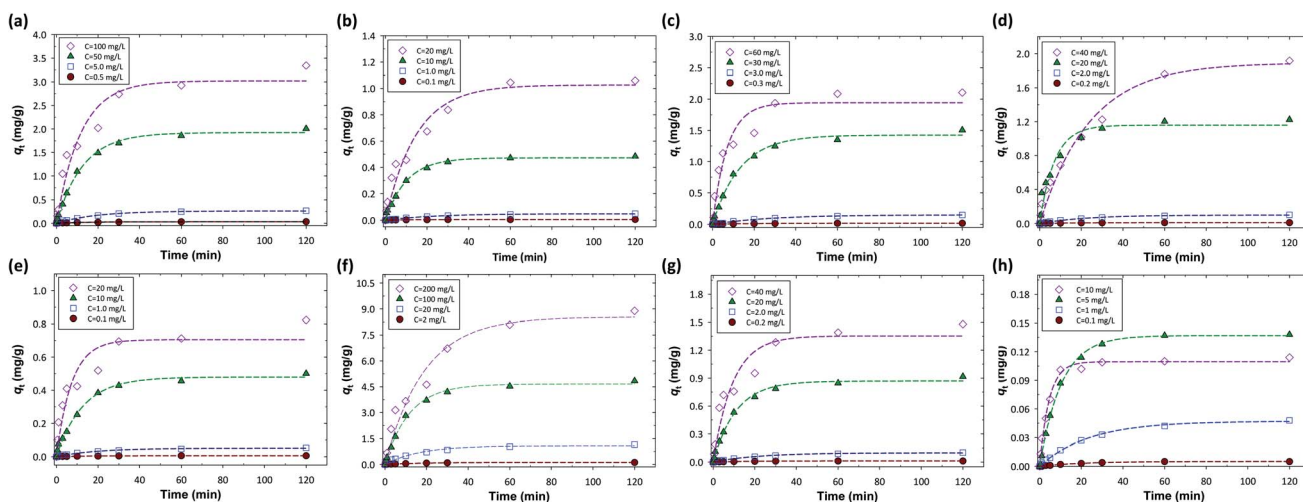 (a)
4.0
3.5
3.0
2.5
2.0
1.5
1.0
0.5
0.0
qt (mg/g)
C=100 mg/L
C=50 mg/L
C=5.0 mg/L
C=0.5 mg/L
0 20 40 60 80 100 120
Time (min)
(b)
1.4
1.2
1.0
0.8
0.6
0.4
0.2
0.0
qt (mg/g)
C=20 mg/L
C=10 mg/L
C=1.0 mg/L
C=0.1 mg/L
0 20 40 60 80 100 120
Time (min)
(c)
3.0
2.5
2.0
1.5
1.0
0.5
0.0
qt (mg/g)
C=60 mg/L
C=30 mg/L
C=3.0 mg/L
C=0.3 mg/L
0 20 40 60 80 100 120
Time (min)
(d)
2.0
1.6
1.2
0.8
0.4
0.0
qt (mg/g)
C=40 mg/L
C=20 mg/L
C=2.0 mg/L
C=0.2 mg/L
0 20 40 60 80 100 120
Time (min)
(e)
1.0
0.8
0.6
0.4
0.2
0.0
qt (mg/g)
C=20 mg/L
C=10 mg/L
C=1.0 mg/L
C=0.1 mg/L
0 20 40 60 80 100 120
Time (min)
(f)
10.5
9.0
7.5
6.0
4.5
3.0
1.5
0.0
qt (mg/g)
C=200 mg/L
C=100 mg/L
C=20 mg/L
C=2 mg/L
0 20 40 60 80 100 120
Time (min)
(g)
1.8
1.5
1.2
0.9
0.6
0.3
0.0
qt (mg/g)
C=40 mg/L
C=20 mg/L
C=2.0 mg/L
C=0.2 mg/L
0 20 40 60 80 100 120
Time (min)
(h)
0.18
0.15
0.12
0.09
0.06
0.03
0.00
qt (mg/g)
C=10 mg/L
C=5 mg/L
C=1 mg/L
C=0.1 mg/L
0 20 40 60 80 100 120
Time (min)